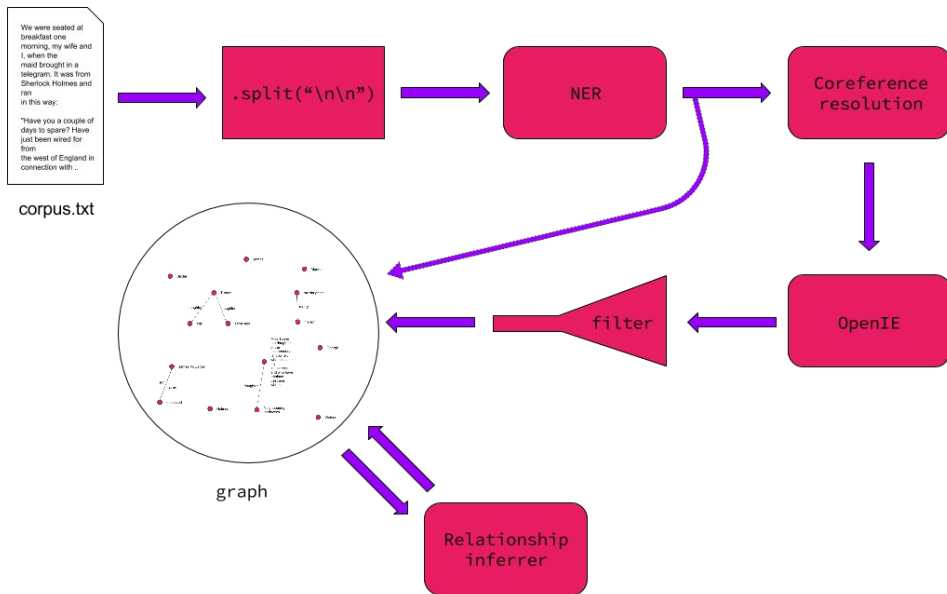 We were seated at
breakfast one
morning, my wife and
I, when the
maid brought in a
telegram. It was from
Sherlock Holmes and
ran
in this way:
"Have you a couple of
days to spare? Have
just been wired for
from
the west of England in
connection with ..
corpus.txt
.split(“\n\n”)
NER
Coreference
resolution
OpenIE
filter
graph
Relationship
inferrer